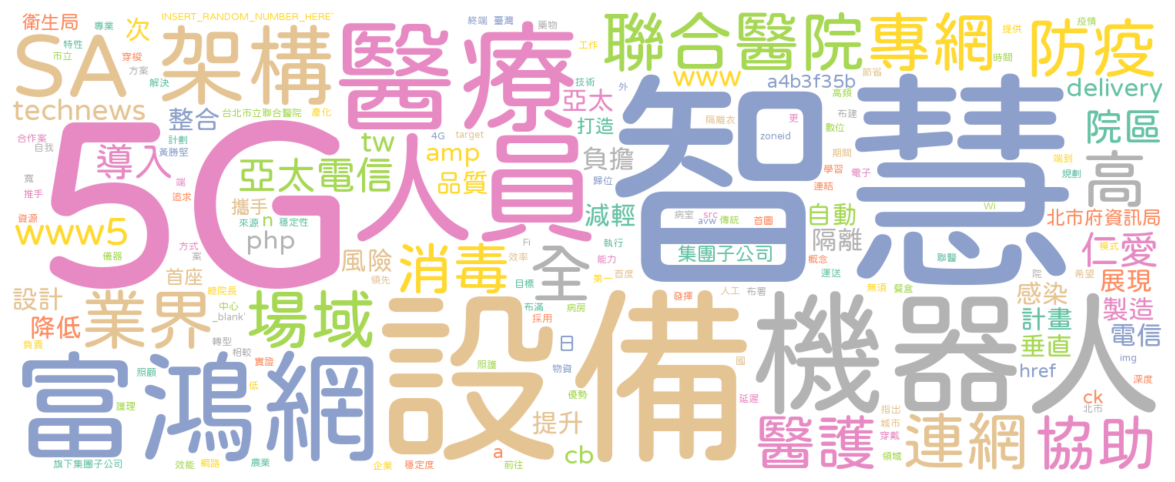 衛生局
專業
次
INSERT_RANDOM_NUMBER_HERE'
終端
臺灣
藥物
聯合醫院
專網
提供
疫情
防疫
SA
架構
醫療
特性
市立
穿梭
方案
解決
工作
技術
外
www
時間
節省
a4b3f35b
高頻
delivery
technews
整合
台北市立聯合醫院
產化
亞太
打造
隔離衣
智慧
布建
數位
更
院區
合作案
自我
計劃
黃勝堅
tw
4G
target
zoneid
5G
人員
導入
亞太電信
amp
品質
負擔
歸位
期間
學習
連結
電子
端到
規劃
高
寬
推手
端
追求
攜手
來源
n
穩定性
減輕
病室
src
avw
傳統
首圖
自動
Wi
北市府資訊局
資源
www5
儀器
方式
案
php
風險
Fi
效率
領先
執行
能力
第一
首度
集團子公司
隔離
概念
運送
程式
聯醫
仁愛
首座
消毒
全
目標
院
希望
展現
設計
業界
總院長
中心
_blank'
場域
設備
布滿
病房
採用
發揮
人工
布署
無須
餐盒
機器人
感染
製造
降低
負責
轉型
相較
實證
日
計畫
垂直
電信
富鴻網
照顧
低
照護
物資
國
href
img
深度
護理
優勢
延遲
ck
北市
提升
醫護
指出
城市
穿戴
連網
協助
旗下集團子公司
效能
網路
農業
企業
穩定度
a
前往
cb
領域